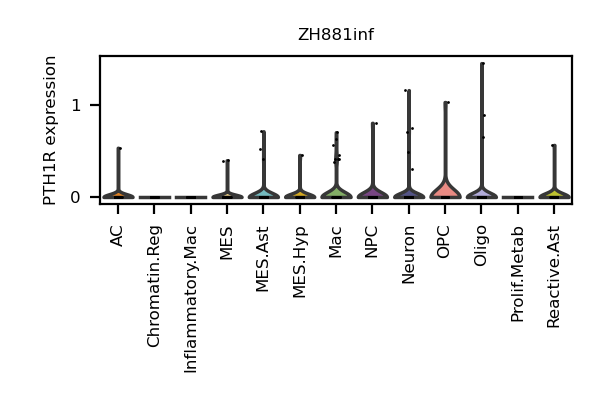 ZH881inf
PTH1R expression
1
0
AC
Chromatin.Reg
Inflammatory.Mac
MES
MES.Ast
MES.Hyp
Mac
NPC
Neuron
OPC
Oligo
Prolif.Metab
Reactive.Ast